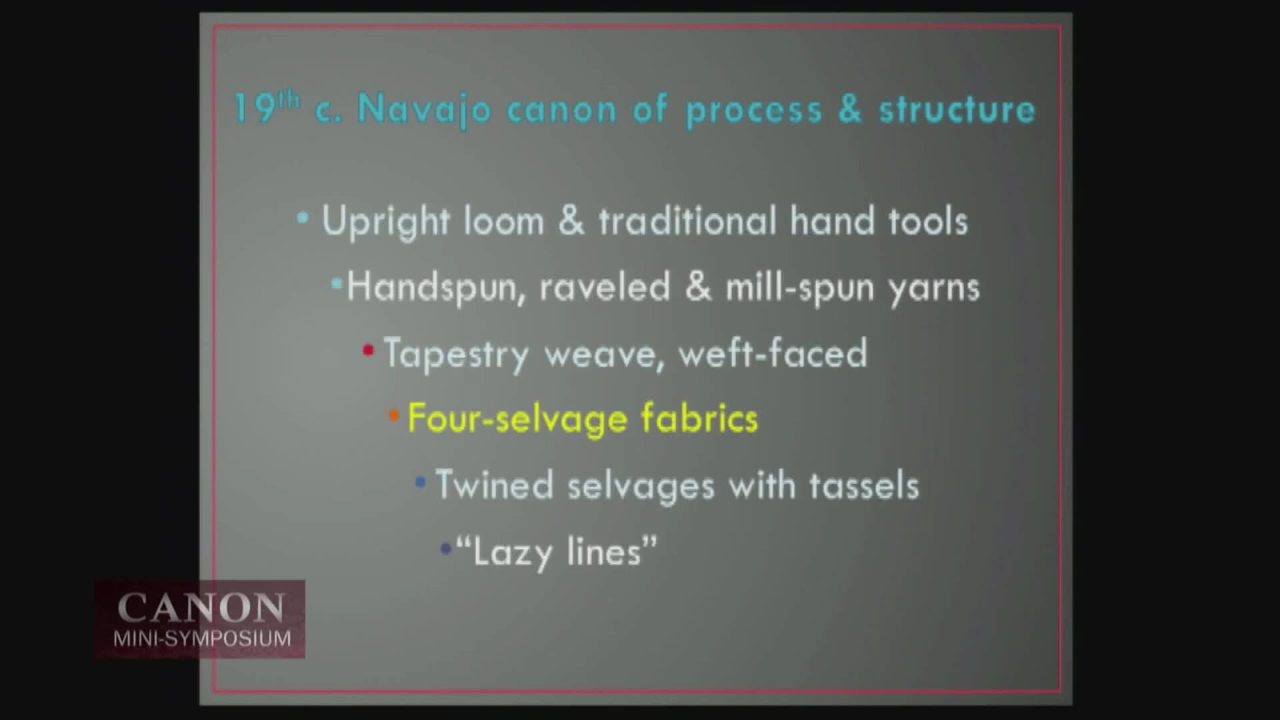 19th c. Navajo canon of process & structure
• Upright loom & traditional hand tools
•Handspun, raveled & mill-spun yarns
• Tapestry weave, weft-faced
•Four-selvage fabrics
•Twined selvages with tassels
•“Lazy lines”
CANON
MINI-SYMPOSIUM